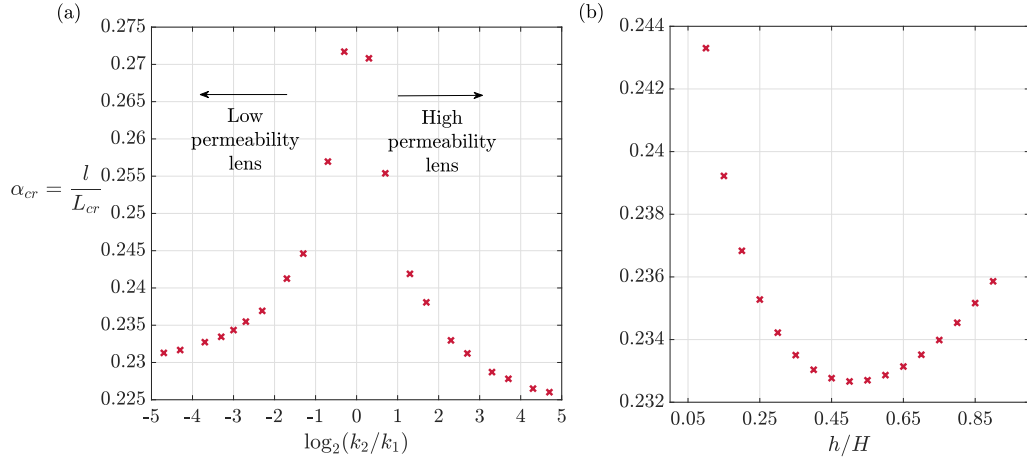 (a)
0.275
0.27
0.265
0.26
0.255
0.25
0.245
0.24
0.235
0.23
0.225
α_cr = l / L_cr
Low
permeability
lens
High
permeability
lens
-5 -4 -3 -2 -1 0 1 2 3 4 5
log₂(k₂/k₁)
(b)
0.244
0.242
0.24
0.238
0.236
0.234
0.232
0.05 0.25 0.45 0.65 0.85
h/H